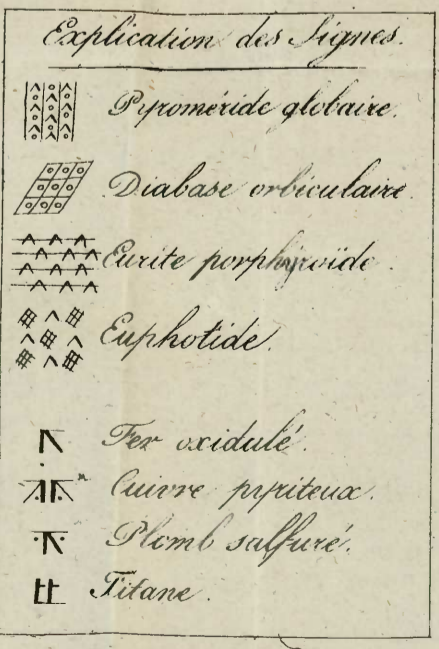 Explication des Signes.
Pyroméride globaire.
Diabase orbiculaire.
Eurite porphyroïde.
Euphotide.
Fer oxidulé.
Cuivre pyriteux.
Plomb sulfuré.
Titane.